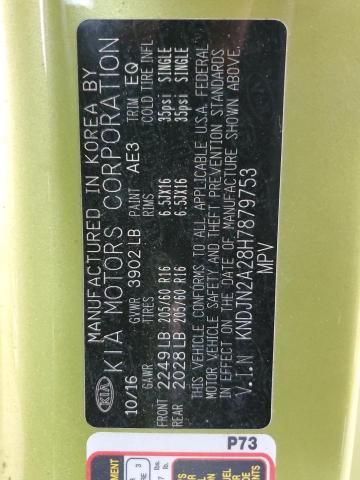 MANUFACTURED IN KOREA BY
KIA KIA MOTORS CORPORATION
10/16 GVWR 3902 LB PAINT AE3 TRIM EQ
GAWR TIRES RIMS COLD TIRE INFL
FRONT 2249 LB 205/60 R16 6.5JX16 35psi SINGLE
REAR 2028 LB 205/60 R16 6.5JX16 35psi SINGLE
THIS VEHICLE CONFORMS TO ALL APPLICABLE U.S.A. FEDERAL
MOTOR VEHICLE SAFETY AND THEFT PREVENTION STANDARDS
IN EFFECT ON THE DATE OF MANUFACTURE SHOWN ABOVE.
V.I.N KNDJN2A28H7879753
MPV
P73